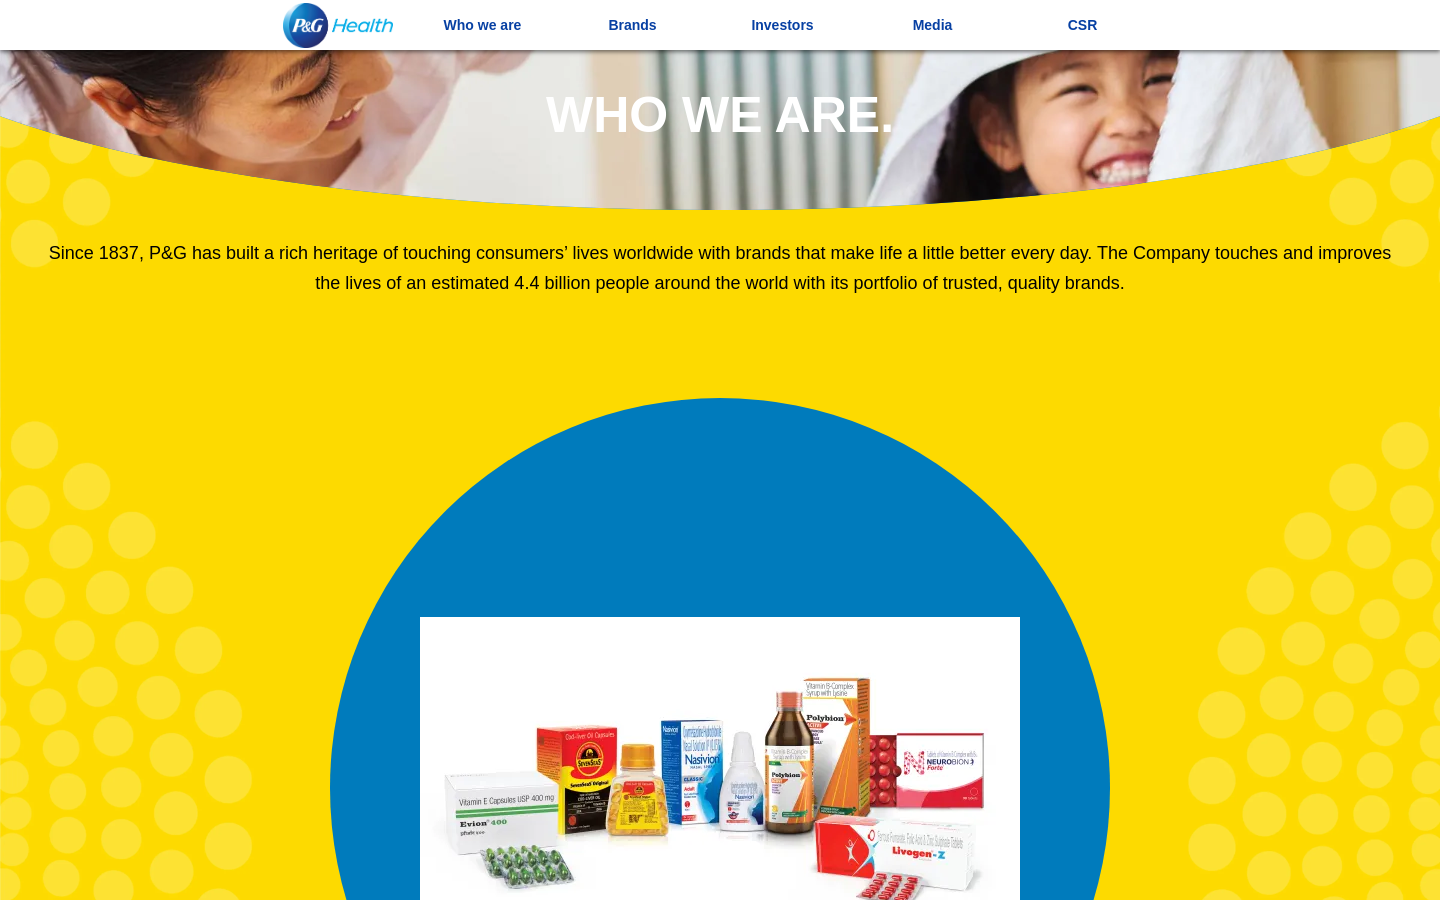 P&G Health
Who we are
Brands
Investors
Media
CSR
WHO WE ARE.
Since 1837, P&G has built a rich heritage of touching consumers’ lives worldwide with brands that make life a little better every day. The Company touches and improves
the lives of an estimated 4.4 billion people around the world with its portfolio of trusted, quality brands.
Vitamin E Capsules USP 400 mg
Evion® 400
Cod-liver Oil Capsules
SevenSeaS
SevenSeaS® Original
Nasivion
Nasivion
CLASSIC
Adult
Nasivion
Vitamin B-Complex
Syrup with Lysine
Polybion
ACTIVE
Polybion
NEUROBION
Forte
Livogen-Z